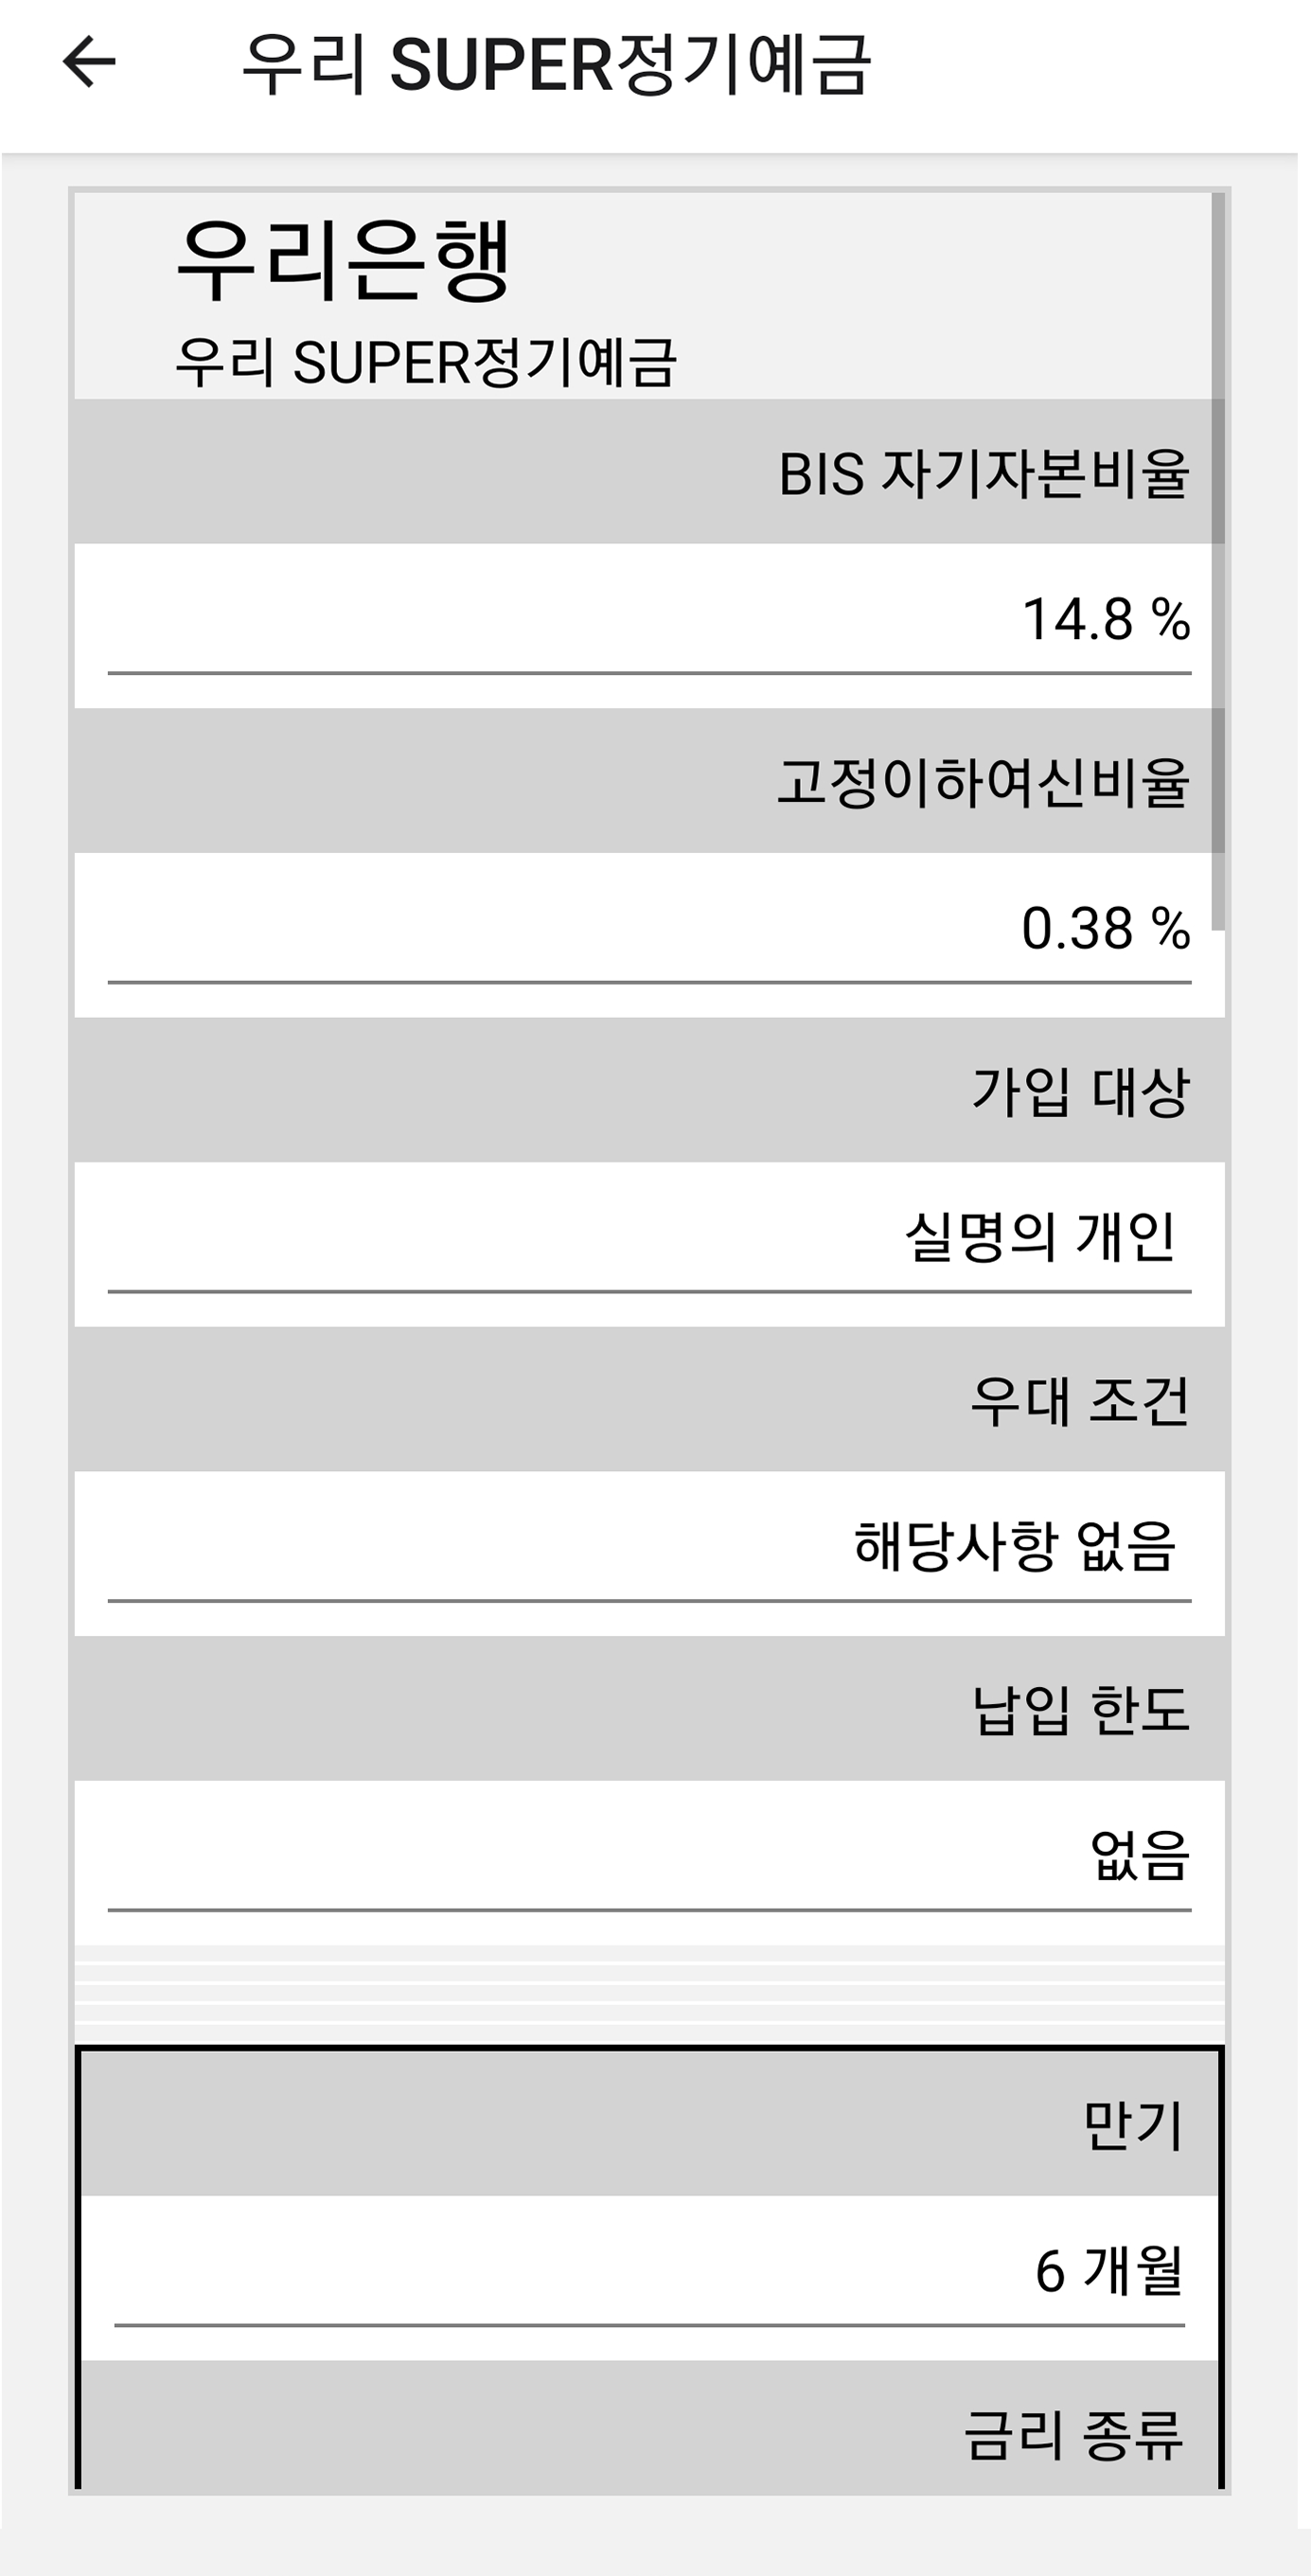 우리 SUPER정기예금
우리은행
우리 SUPER정기예금
BIS 자기자본비율
14.8 %
고정이하여신비율
0.38 %
가입 대상
실명의 개인
우대 조건
해당사항 없음
납입 한도
없음
만기
6 개월
금리 종류